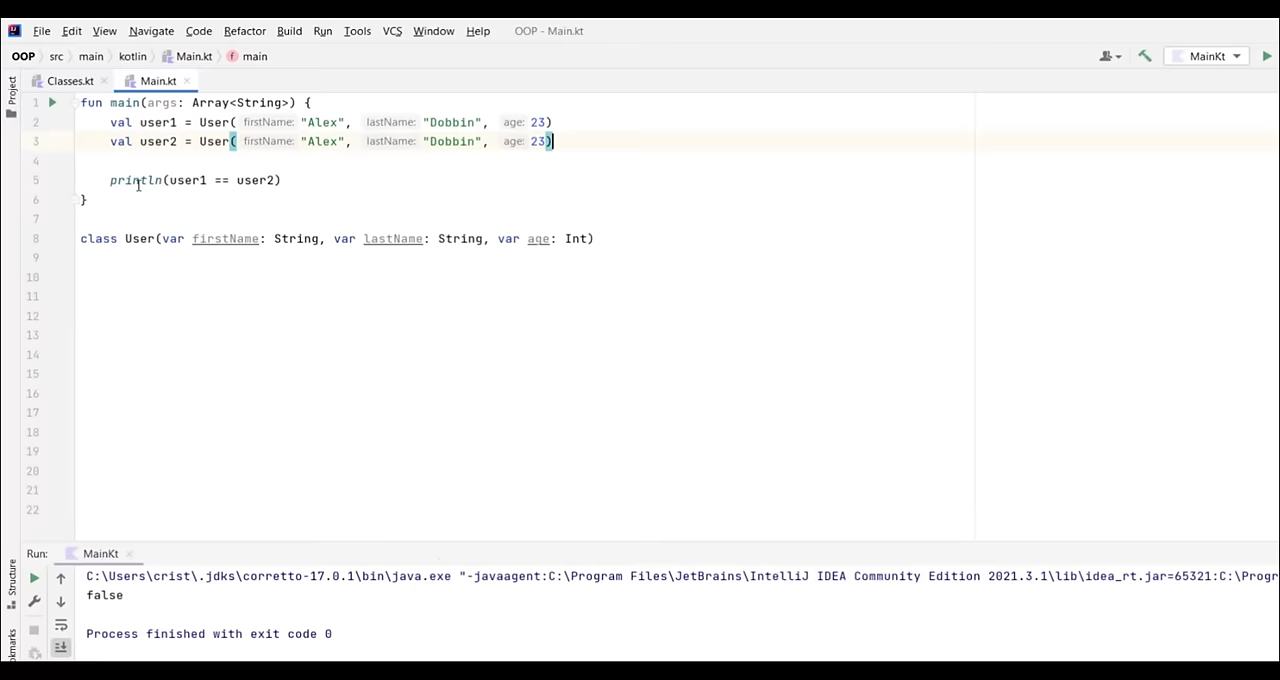 File Edit View Navigate Code Refactor Build Run Tools VCS Window Help OOP - Main.kt
OOP src main kotlin Main.kt main MainKt
Project
Classes.kt Main.kt
1 fun main(args: Array<String>) {
2 val user1 = User( firstName: "Alex", lastName: "Dobbin", age: 23)
3 val user2 = User( firstName: "Alex", lastName: "Dobbin", age: 23)
4
5 println(user1 == user2)
6 }
7
8 class User(var firstName: String, var lastName: String, var age: Int)
9
10
11
12
13
14
15
16
17
18
19
20
21
22
Run: MainKt
Structure
C:\Users\crist\.jdks\corretto-17.0.1\bin\java.exe "-javaagent:C:\Program Files\JetBrains\IntelliJ IDEA Community Edition 2021.3.1\lib\idea_rt.jar=65321:C:\Progr
false
Process finished with exit code 0